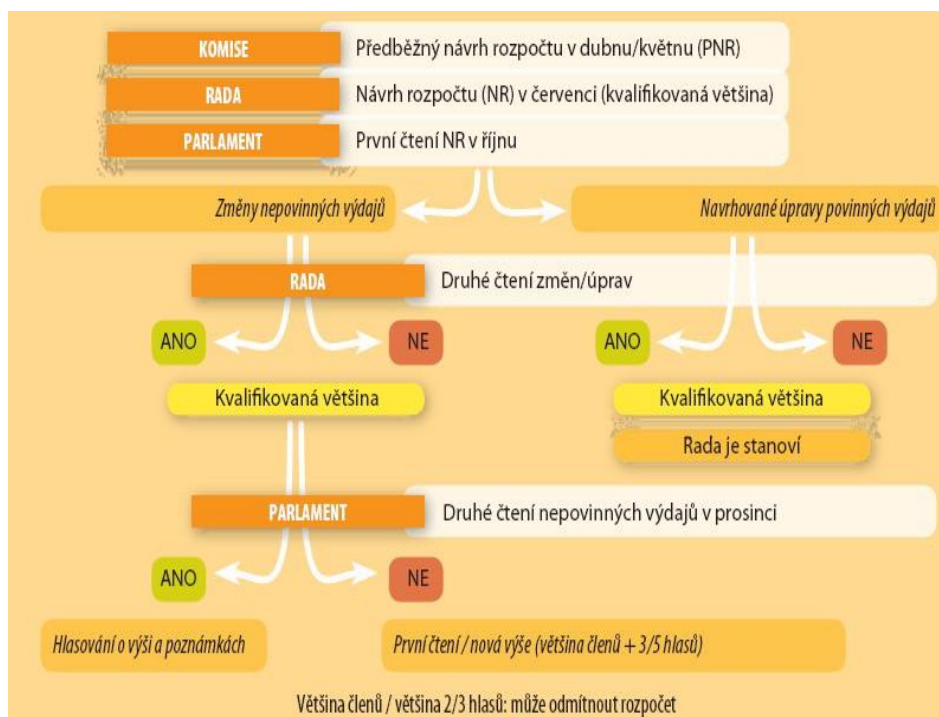 KOMISE Předběžný návrh rozpočtu v dubnu/květnu (PNR)
RADA Návrh rozpočtu (NR) v červenci (kvalifikovaná většina)
PARLAMENT První čtení NR v říjnu
Změny nepovinných výdajů Navrhované úpravy povinných výdajů
RADA Druhé čtení změn/úprav
ANO NE ANO NE
Kvalifikovaná většina Kvalifikovaná většina
Rada je stanoví
PARLAMENT Druhé čtení nepovinných výdajů v prosinci
ANO NE
Hlasování o výši a poznámkách První čtení / nová výše (většina členů + 3/5 hlasů)
Většina členů / většina 2/3 hlasů: může odmítnout rozpočet